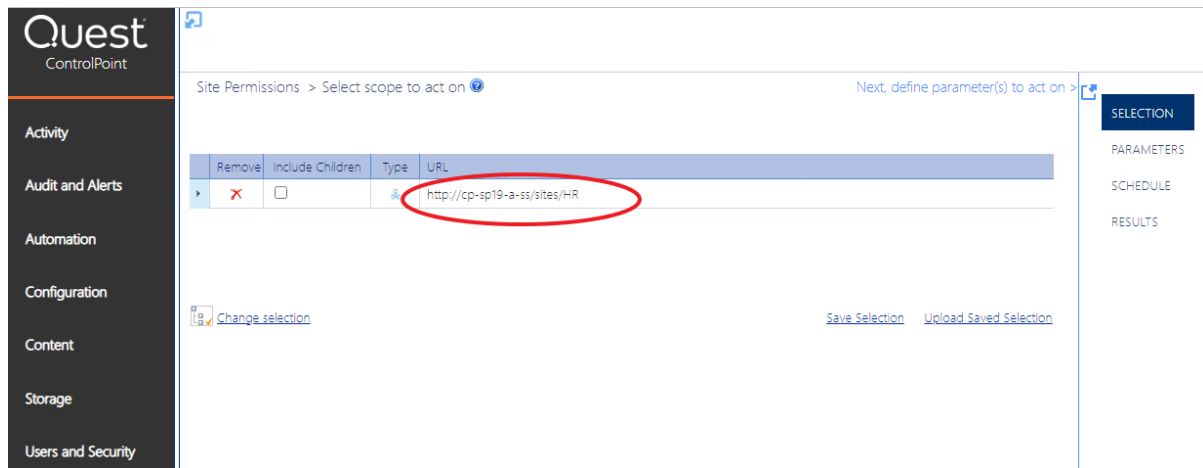 Quest
ControlPoint
Site Permissions > Select scope to act on
Next, define parameter(s) to act on >
SELECTION
PARAMETERS
SCHEDULE
RESULTS
Activity
Audit and Alerts
Automation
Configuration
Content
Storage
Users and Security
Remove Include Children Type URL
http://cp-sp19-a-ss/sites/HR
Change selection
Save Selection Upload Saved Selection